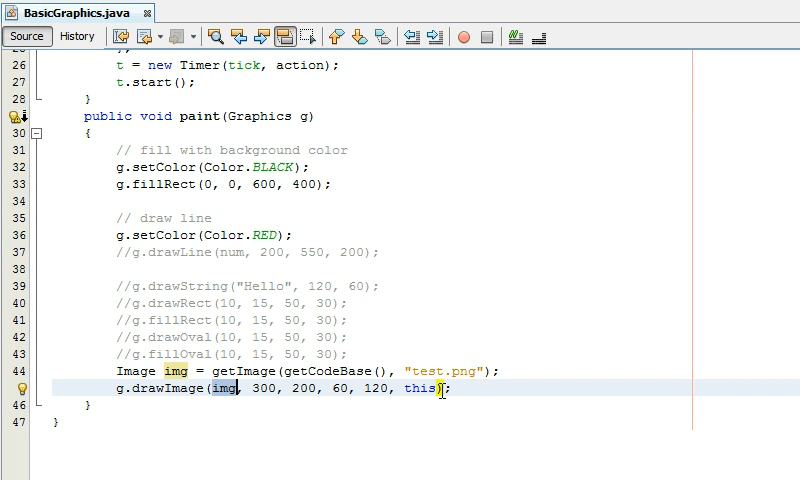 BasicGraphics.java
Source History
26 t = new Timer(tick, action);
27 t.start();
28 }
public void paint(Graphics g)
30 {
31 // fill with background color
32 g.setColor(Color.BLACK);
33 g.fillRect(0, 0, 600, 400);
34
35 // draw line
36 g.setColor(Color.RED);
37 //g.drawLine(num, 200, 550, 200);
38
39 //g.drawString("Hello", 120, 60);
40 //g.drawRect(10, 15, 50, 30);
41 //g.fillRect(10, 15, 50, 30);
42 //g.drawOval(10, 15, 50, 30);
43 //g.fillOval(10, 15, 50, 30);
44 Image img = getImage(getCodeBase(), "test.png");
g.drawImage(img, 300, 200, 60, 120, this);
46 }
47 }